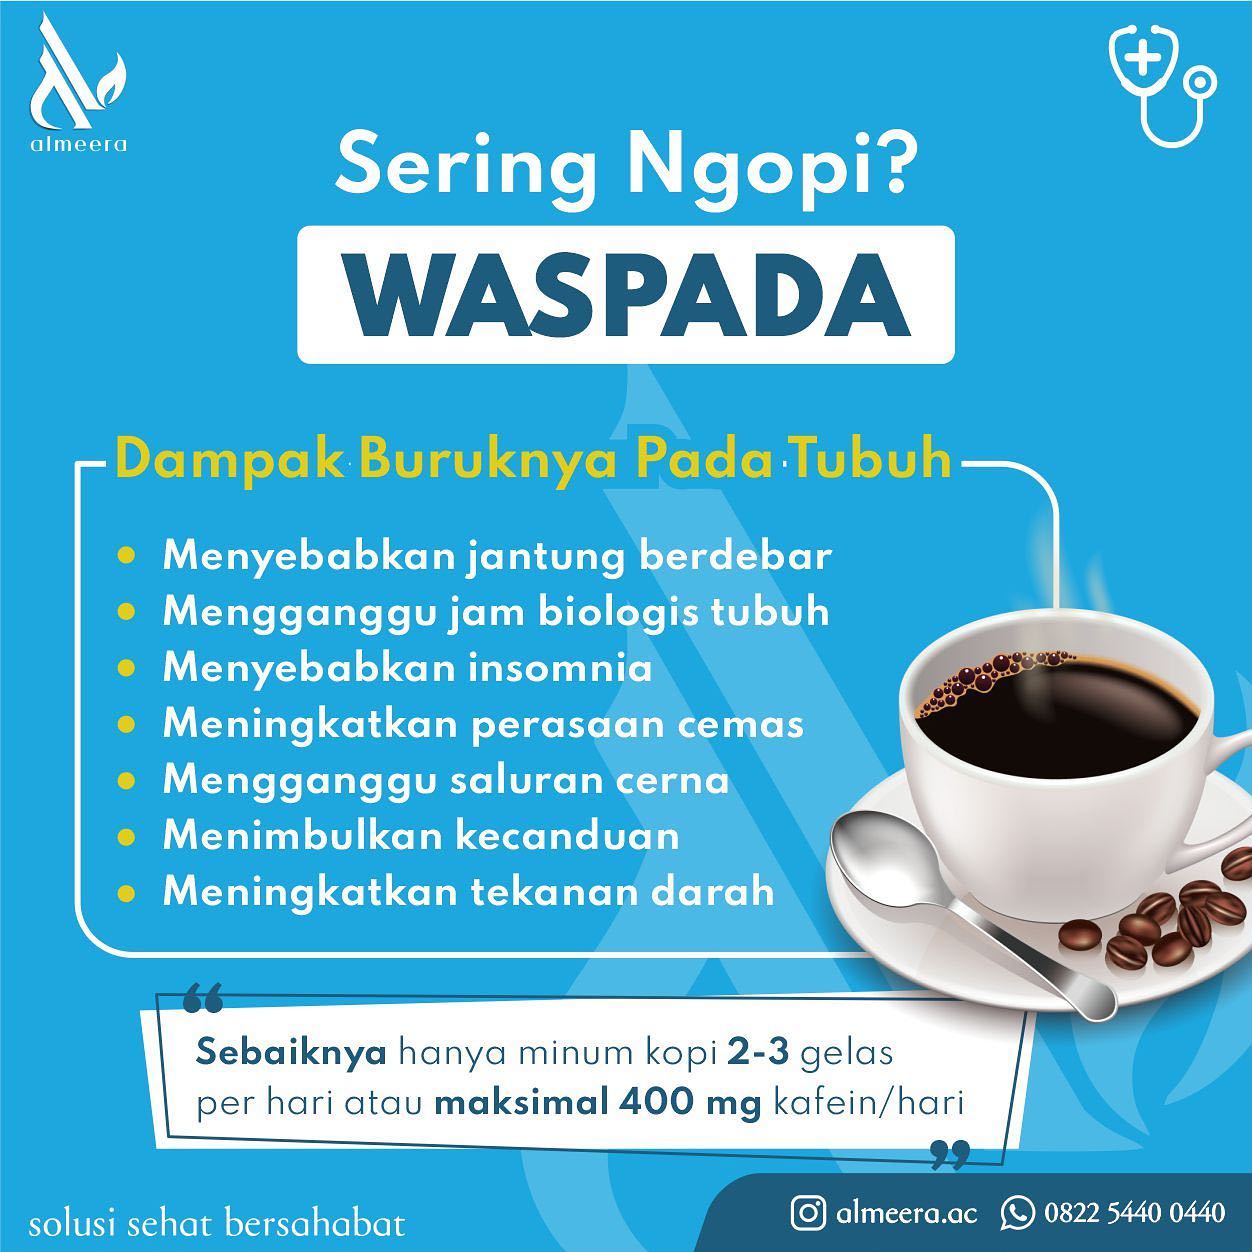 almeera
Sering Ngopi?
WASPADA
Dampak Buruknya Pada Tubuh
Menyebabkan jantung berdebar
Mengganggu jam biologis tubuh
Menyebabkan insomnia
Meningkatkan perasaan cemas
Mengganggu saluran cerna
Menimbulkan kecanduan
Meningkatkan tekanan darah
“
Sebaiknya hanya minum kopi 2-3 gelas
per hari atau maksimal 400 mg kafein/hari
”
solusi sehat bersahabat
almeera.ac 0822 5440 0440